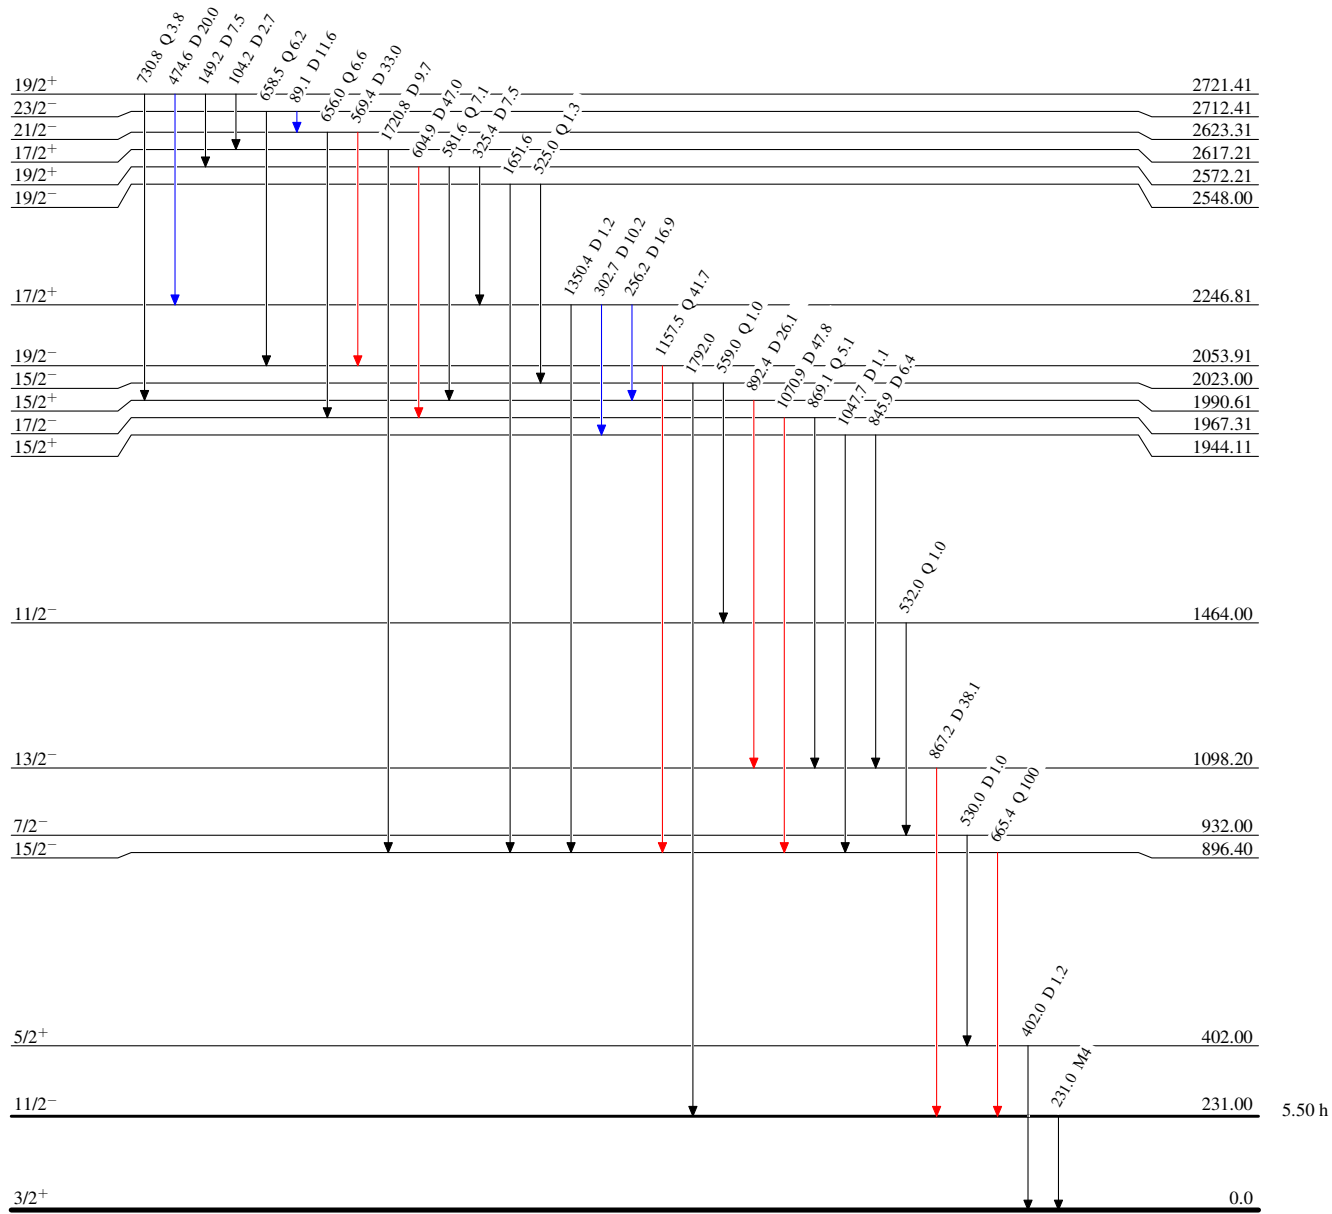 730.8 Q 3.8
474.6 D 20.0
149.2 D 7.5
104.2 D 2.7
658.5 Q 6.2
89.1 D 11.6
656.0 Q 6.6
569.4 D 33.0
1720.8 D 9.7
604.9 D 47.0
581.6 Q 7.1
325.4 D 7.5
1651.6
525.0 Q 1.3
19/2⁺ 2721.41
23/2⁻ 2712.41
21/2⁻ 2623.31
17/2⁺ 2617.21
19/2⁺ 2572.21
19/2⁻ 2548.00
1350.4 D 1.2
302.7 D 10.2
256.2 D 16.9
17/2⁺ 2246.81
1157.5 Q 41.7
1792.0
559.0 Q 1.0
892.4 D 26.1
1070.9 D 47.8
869.1 Q 5.1
1047.7 D 1.1
845.9 D 6.4
19/2⁻ 2053.91
15/2⁻ 2023.00
15/2⁺ 1990.61
17/2⁻ 1967.31
15/2⁺ 1944.11
532.0 Q 1.0
11/2⁻ 1464.00
867.2 D 38.1
13/2⁻ 1098.20
530.0 D 1.0
665.4 Q 100
7/2⁻ 932.00
15/2⁻ 896.40
402.0 D 1.2
5/2⁺ 402.00
231.0 M4
11/2⁻ 231.00 5.50 h
3/2⁺ 0.0